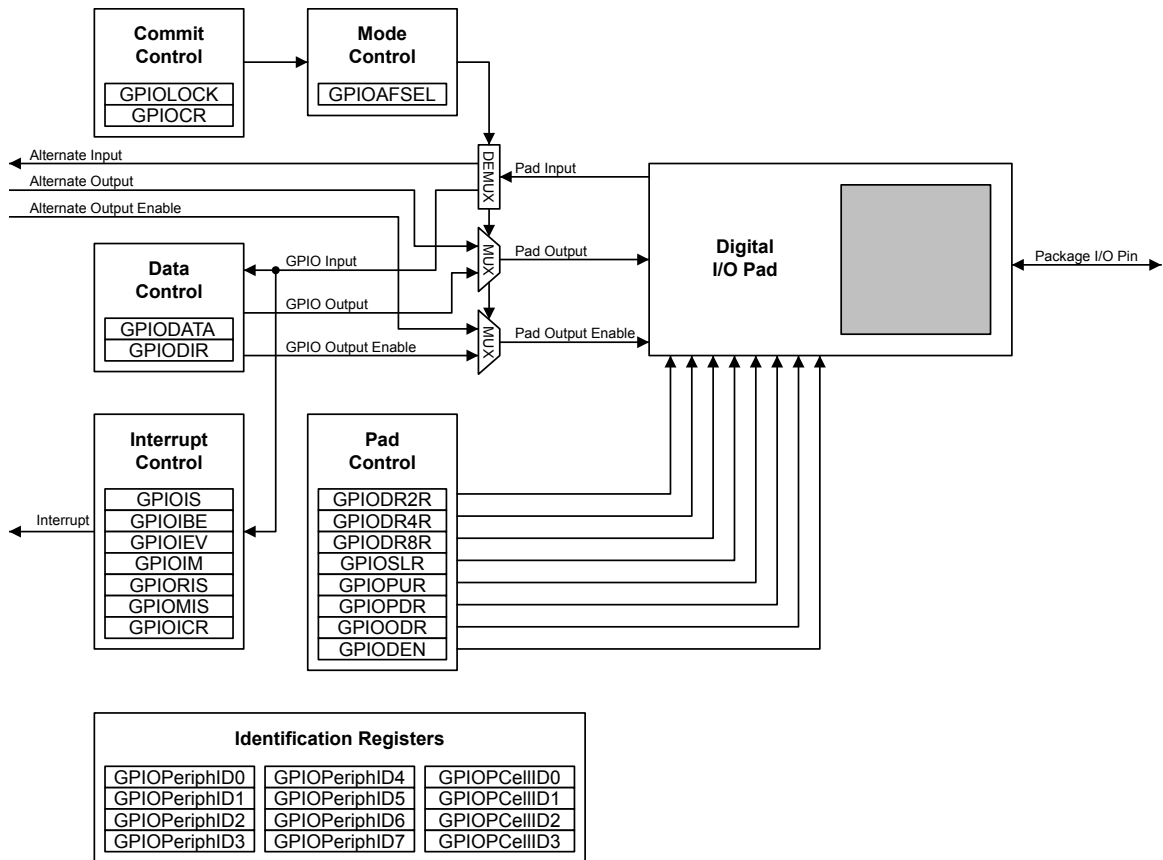 Commit
Control
GPIOLOCK
GPIOCR
Mode
Control
GPIOAFSEL
Alternate Input
Alternate Output
Alternate Output Enable
DEMUX
Pad Input
MUX
Pad Output
MUX
Pad Output Enable
Digital
I/O Pad
Package I/O Pin
Data
Control
GPIODATA
GPIODIR
GPIO Input
GPIO Output
GPIO Output Enable
Interrupt
Control
GPIOIS
GPIOIBE
GPIOIEV
GPIOIM
GPIORIS
GPIOMIS
GPIOICR
Interrupt
Pad
Control
GPIODR2R
GPIODR4R
GPIODR8R
GPIOSLR
GPIOPUR
GPIOPDR
GPIOODR
GPIODEN
Identification Registers
GPIOPeriphID0
GPIOPeriphID1
GPIOPeriphID2
GPIOPeriphID3
GPIOPeriphID4
GPIOPeriphID5
GPIOPeriphID6
GPIOPeriphID7
GPIOPCellID0
GPIOPCellID1
GPIOPCellID2
GPIOPCellID3